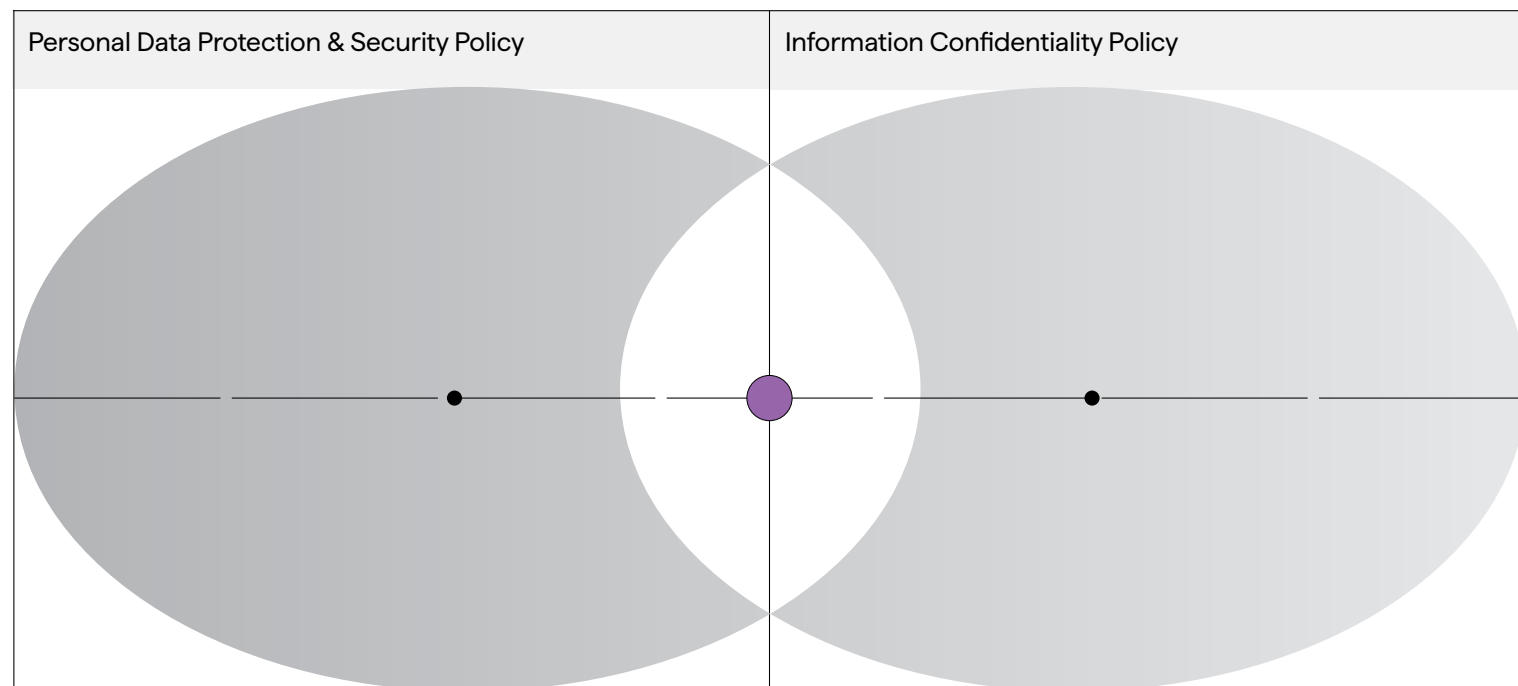 Personal Data Protection & Security Policy
Information Confidentiality Policy